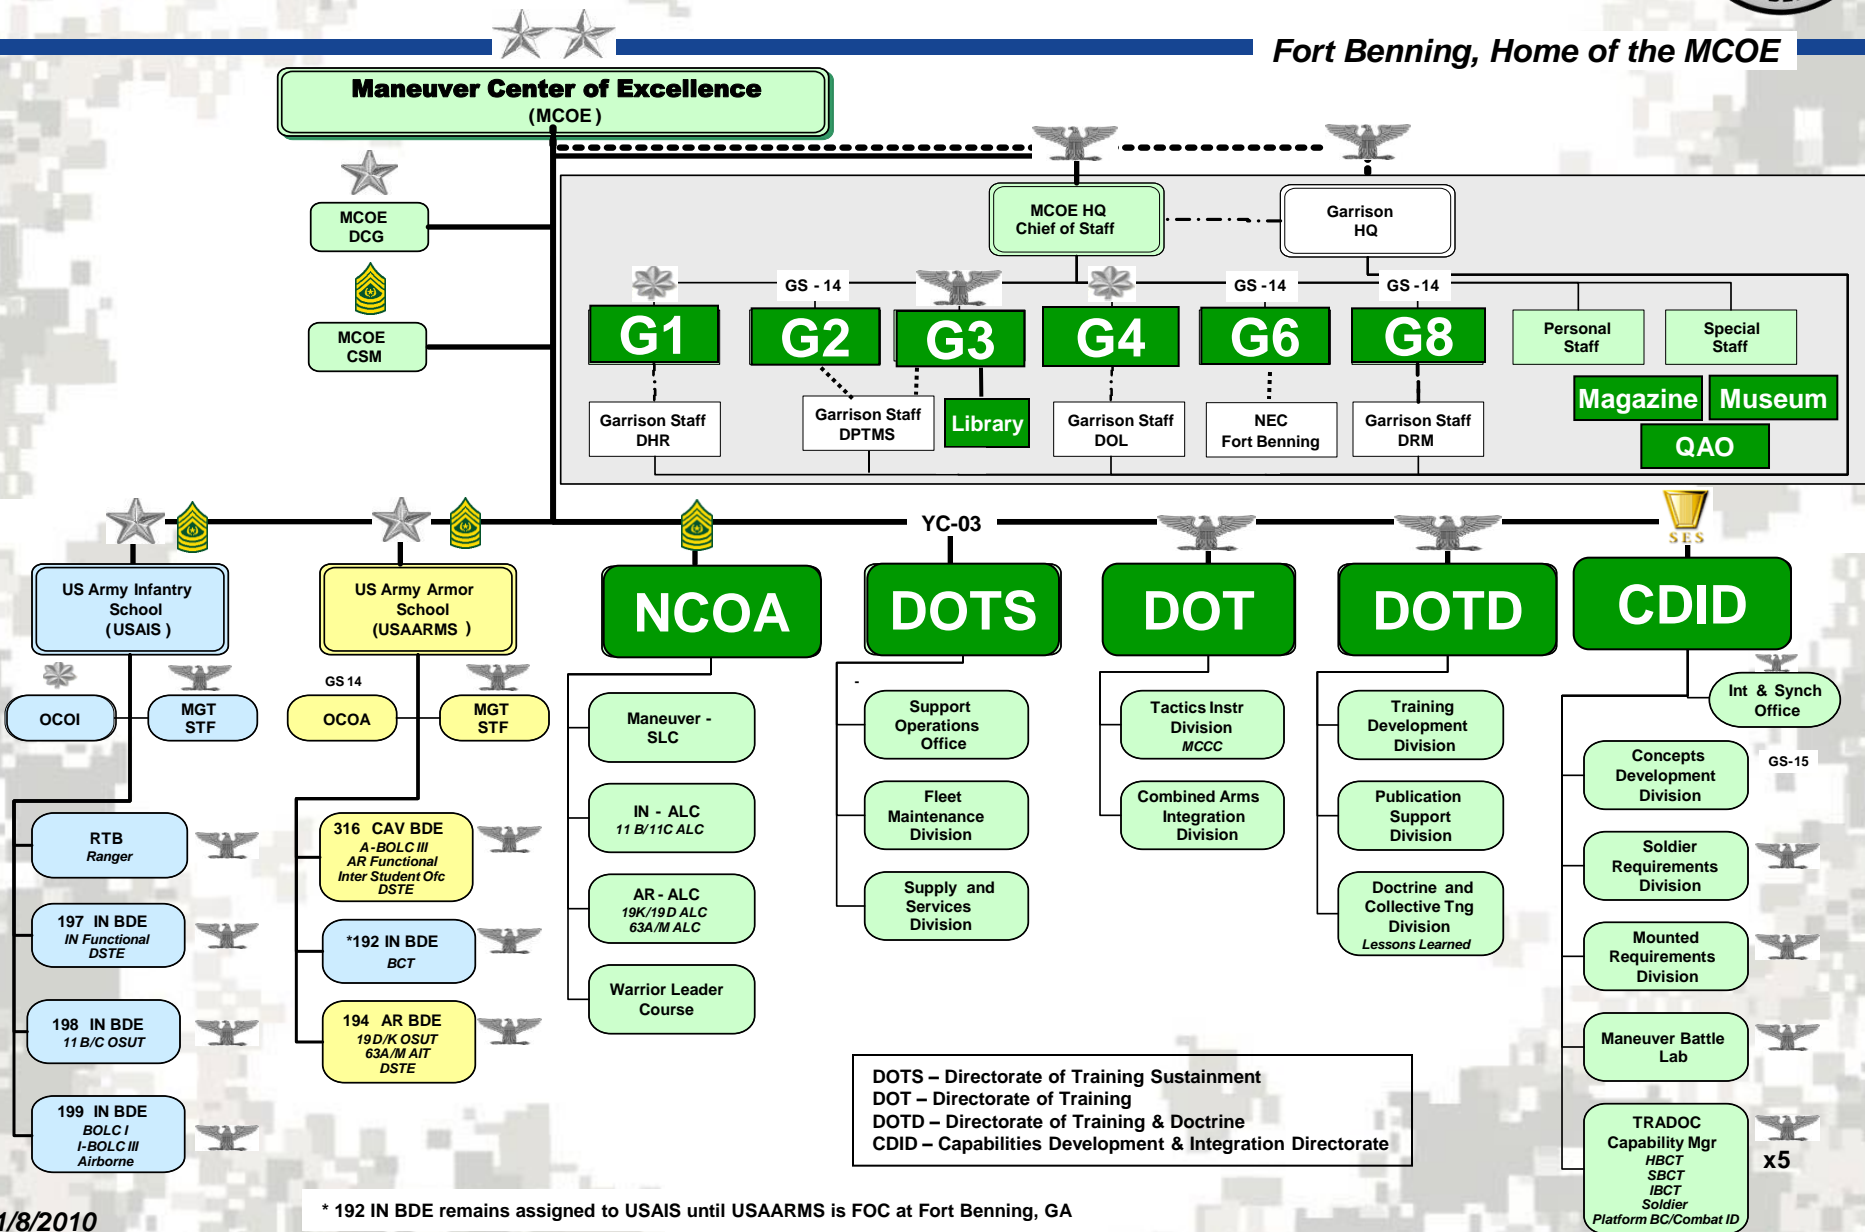 Fort Benning, Home of the MCOE
Maneuver Center of Excellence
(MCOE)
MCOE
DCG
MCOE
CSM
MCOE HQ
Chief of Staff
Garrison
HQ
GS - 14
GS - 14
GS - 14
G1
G2
G3
G4
G6
G8
Personal
Staff
Special
Staff
Garrison Staff
DHR
Garrison Staff
DPTMS
Library
Garrison Staff
DOL
NEC
Fort Benning
Garrison Staff
DRM
Magazine
Museum
QAO
YC-03
SES
US Army Infantry
School
(USAIS )
US Army Armor
School
(USAARMS )
NCOA
DOTS
DOT
DOTD
CDID
OCOI
MGT
STF
GS 14
OCOA
MGT
STF
Int & Synch
Office
RTB
Ranger
197 IN BDE
IN Functional
DSTE
198 IN BDE
11 B/C OSUT
199 IN BDE
BOLC I
I-BOLC III
Airborne
316 CAV BDE
A-BOLC III
AR Functional
Inter Student Ofc
DSTE
*192 IN BDE
BCT
194 AR BDE
19 D/K OSUT
63A/M AIT
DSTE
Maneuver -
SLC
IN - ALC
11 B/11C ALC
AR - ALC
19K/19 D ALC
63A/M ALC
Warrior Leader
Course
-
Support
Operations
Office
Fleet
Maintenance
Division
Supply and
Services
Division
Tactics Instr
Division
MCCC
Combined Arms
Integration
Division
Training
Development
Division
Publication
Support
Division
Doctrine and
Collective Tng
Division
Lessons Learned
Concepts
Development
Division
GS-15
Soldier
Requirements
Division
Mounted
Requirements
Division
Maneuver Battle
Lab
TRADOC
Capability Mgr
HBCT
SBCT
IBCT
Soldier
Platform BC/Combat ID
x5
DOTS – Directorate of Training Sustainment
DOT – Directorate of Training
DOTD – Directorate of Training & Doctrine
CDID – Capabilities Development & Integration Directorate
* 192 IN BDE remains assigned to USAIS until USAARMS is FOC at Fort Benning, GA
1/8/2010